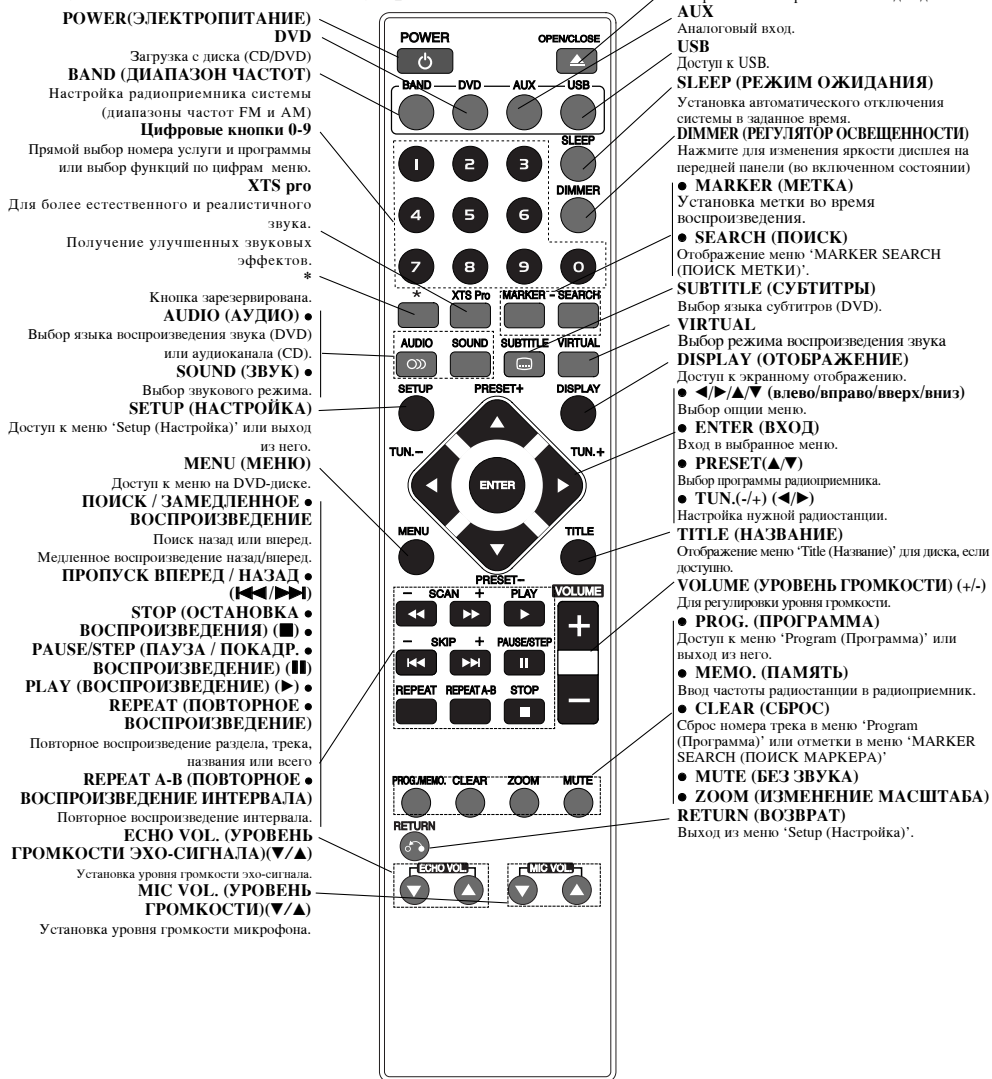 POWER(ЭЛЕКТРОПИТАНИЕ)
DVD
Загрузка с диска (CD/DVD)
BAND (ДИАПАЗОН ЧАСТОТ)
Настройка радиоприемника системы
(диапазоны частот FM и AM)
Цифровые кнопки 0-9
Прямой выбор номера услуги и программы
или выбор функций по цифрам меню.
XTS pro
Для более естественного и реалистичного
звука.
Получение улучшенных звуковых
эффектов.
*
Кнопка зарезервирована.
AUDIO (АУДИО) ●
Выбор языка воспроизведения звука (DVD)
или аудиоканала (CD).
SOUND (ЗВУК) ●
Выбор звукового режима.
SETUP (НАСТРОЙКА)
Доступ к меню ‘Setup (Настройка)’ или выход
из него.
MENU (МЕНЮ)
Доступ к меню на DVD-диске.
ПОИСК / ЗАМЕДЛЕННОЕ ●
ВОСПРОИЗВЕДЕНИЕ
Поиск назад или вперед.
Медленное воспроизведение назад/вперед.
ПРОПУСК ВПЕРЕД / НАЗАД ●
(⏮/⏭)
STOP (ОСТАНОВКА ●
ВОСПРОИЗВЕДЕНИЯ) (■) ●
PAUSE/STEP (ПАУЗА / ПОКАДР. ●
ВОСПРОИЗВЕДЕНИЕ) (❚❚)
PLAY (ВОСПРОИЗВЕДЕНИЕ) (▶) ●
REPEAT (ПОВТОРНОЕ ●
ВОСПРОИЗВЕДЕНИЕ)
Повторное воспроизведение раздела, трека,
названия или всего
REPEAT A-B (ПОВТОРНОЕ ●
ВОСПРОИЗВЕДЕНИЕ ИНТЕРВАЛА)
Повторное воспроизведение интервала.
ECHO VOL. (УРОВЕНЬ
ГРОМКОСТИ ЭХО-СИГНАЛА)(▼/▲)
Установка уровня громкости эхо-сигнала.
MIC VOL. (УРОВЕНЬ
ГРОМКОСТИ)(▼/▲)
Установка уровня громкости микрофона.
POWER
OPEN/CLOSE
BAND DVD AUX USB
SLEEP
1 2 3
DIMMER
4 5 6
7 8 9 0
* XTS Pro MARKER - SEARCH
AUDIO SOUND SUBTITLE VIRTUAL
SETUP PRESET+ DISPLAY
TUN.- TUN.+
ENTER
MENU TITLE
PRESET-
- SCAN + PLAY VOLUME
+
- SKIP + PAUSE/STEP
REPEAT REPEAT A-B STOP
-
PROG./MEMO. CLEAR ZOOM MUTE
RETURN
ECHO VOL. MIC VOL.
AUX
Аналоговый вход.
USB
Доступ к USB.
SLEEP (РЕЖИМ ОЖИДАНИЯ)
Установка автоматического отключения
системы в заданное время.
DIMMER (РЕГУЛЯТОР ОСВЕЩЕННОСТИ)
Нажмите для изменения яркости дисплея на
передней панели (во включенном состоянии)
● MARKER (МЕТКА)
Установка метки во время
воспроизведения.
● SEARCH (ПОИСК)
Отображение меню ‘MARKER SEARCH
(ПОИСК МЕТКИ)’.
SUBTITLE (СУБТИТРЫ)
Выбор языка субтитров (DVD).
VIRTUAL
Выбор режима воспроизведения звука
DISPLAY (ОТОБРАЖЕНИЕ)
Доступ к экранному отображению.
● ◀/▶/▲/▼ (влево/вправо/вверх/вниз)
Выбор опции меню.
● ENTER (ВХОД)
Вход в выбранное меню.
● PRESET(▲/▼)
Выбор программы радиоприемника.
● TUN.(-/+) (◀/▶)
Настройка нужной радиостанции.
TITLE (НАЗВАНИЕ)
Отображение меню ‘Title (Название)’ для диска, если
доступно.
VOLUME (УРОВЕНЬ ГРОМКОСТИ) (+/-)
Для регулировки уровня громкости.
● PROG. (ПРОГРАММА)
Доступ к меню ‘Program (Программа)’ или
выход из него.
● MEMO. (ПАМЯТЬ)
Ввод частоты радиостанции в радиоприемник.
● CLEAR (СБРОС)
Сброс номера трека в меню ‘Program
(Программа)’ или отметки в меню ‘MARKER
SEARCH (ПОИСК МАРКЕРА)’
● MUTE (БЕЗ ЗВУКА)
● ZOOM (ИЗМЕНЕНИЕ МАСШТАБА)
RETURN (ВОЗВРАТ)
Выход из меню ‘Setup (Настройка)’.